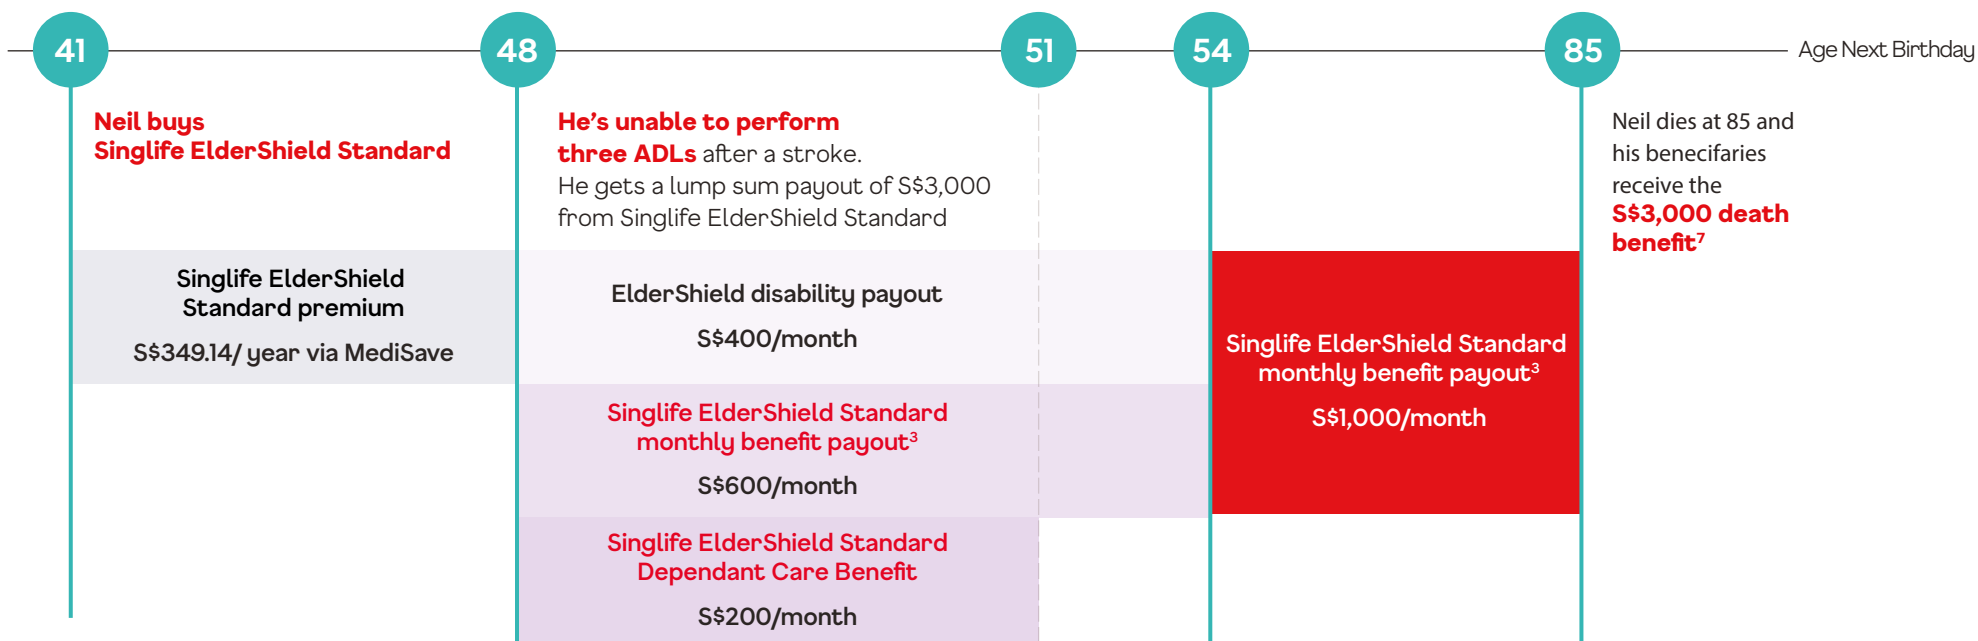 41
48
51
54
85
Age Next Birthday
Neil buys
Singlife ElderShield Standard
He's unable to perform
three ADLs after a stroke.
He gets a lump sum payout of S$3,000
from Singlife ElderShield Standard
Neil dies at 85 and
his benecifaries
receive the
S$3,000 death
benefit⁷
Singlife ElderShield
Standard premium
S$349.14/ year via MediSave
ElderShield disability payout
S$400/month
Singlife ElderShield Standard
monthly benefit payout³
S$600/month
Singlife ElderShield Standard
Dependant Care Benefit
S$200/month
Singlife ElderShield Standard
monthly benefit payout³
S$1,000/month